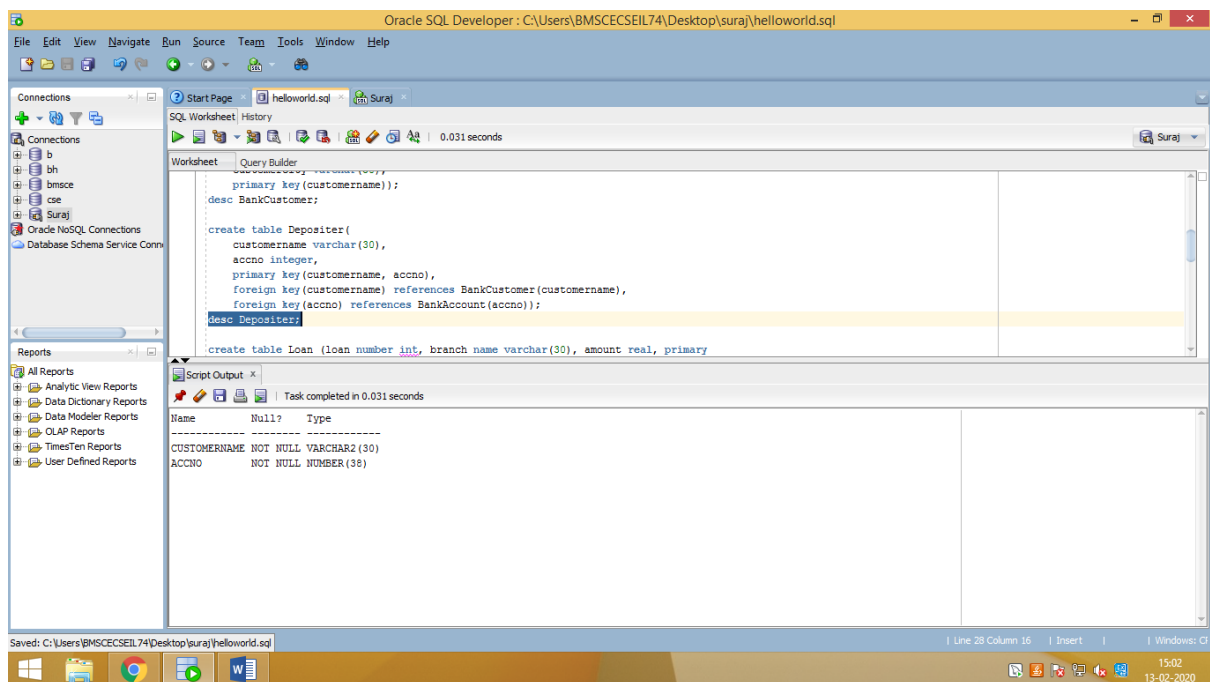 Oracle SQL Developer : C:\Users\BMSCECSEIL74\Desktop\suraj\helloworld.sql
File Edit View Navigate Run Source Team Tools Window Help
Connections
Connections
b
bh
bmsce
cse
Suraj
Oracle NoSQL Connections
Database Schema Service Conn
Reports
All Reports
Analytic View Reports
Data Dictionary Reports
Data Modeler Reports
OLAP Reports
TimesTen Reports
User Defined Reports
Start Page helloworld.sql Suraj
SQL Worksheet History
0.031 seconds
Suraj
Worksheet Query Builder
primary key(customername));
desc BankCustomer;
create table Depositer(
customername varchar(30),
accno integer,
primary key(customername, accno),
foreign key(customername) references BankCustomer(customername),
foreign key(accno) references BankAccount(accno));
desc Depositer;
create table Loan (loan number int, branch name varchar(30), amount real, primary
Script Output
Task completed in 0.031 seconds
Name Null? Type
------------ -------- ------------
CUSTOMERNAME NOT NULL VARCHAR2(30)
ACCNO NOT NULL NUMBER(38)
Saved: C:\Users\BMSCECSEIL74\Desktop\suraj\helloworld.sql
| Line 28 Column 16 | Insert | | Windows: CR
15:02
13-02-2020